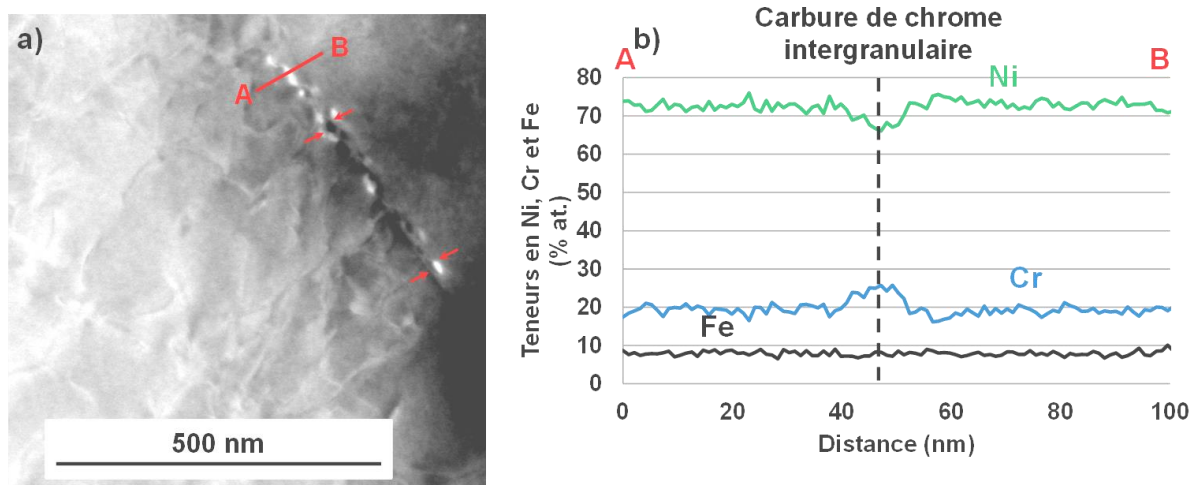 a)
A
B
500 nm
b)
Carbure de chrome
intergranulaire
A
B
Ni
Cr
Fe
Teneurs en Ni, Cr et Fe
(% at.)
80
70
60
50
40
30
20
10
0
0 20 40 60 80 100
Distance (nm)